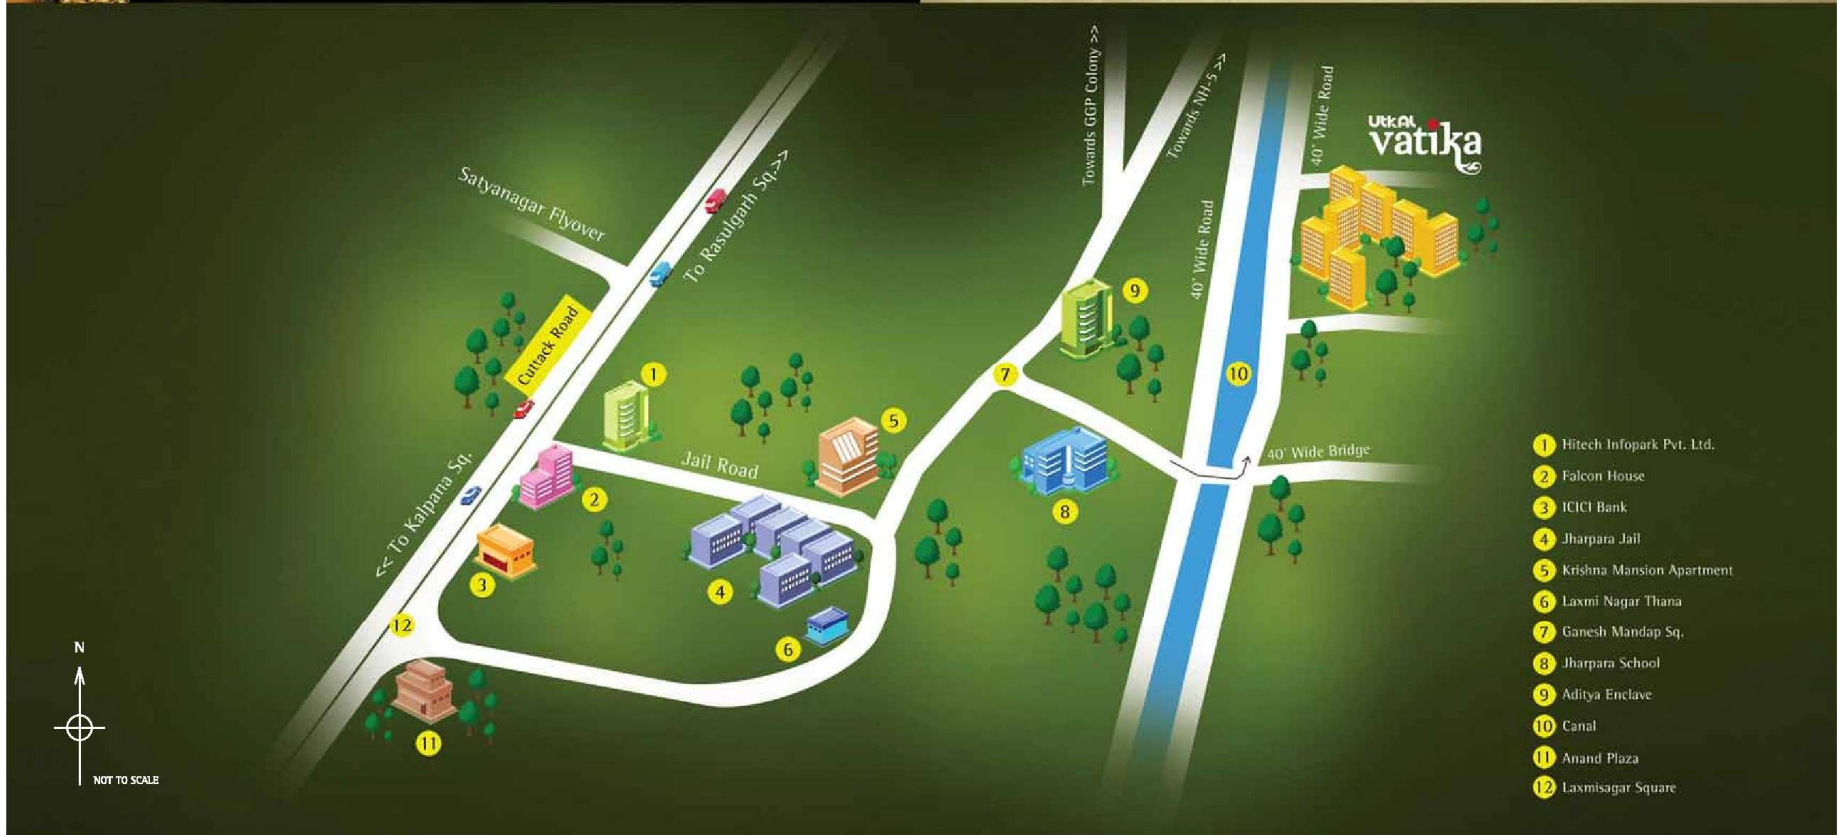 Towards GGP Colony >>
Towards NH-5 >>
40' Wide Road
40' Wide Road
UtkAL
vatika
Satyanagar Flyover
To Rasulgarh Sq.>>
Cuttack Road
<< To Kalpana Sq.
Jail Road
40' Wide Bridge
1
2
3
4
5
6
7
8
9
10
11
12
1 Hitech Infopark Pvt. Ltd.
2 Falcon House
3 ICICI Bank
4 Jharpara Jail
5 Krishna Mansion Apartment
6 Laxmi Nagar Thana
7 Ganesh Mandap Sq.
8 Jharpara School
9 Aditya Enclave
10 Canal
11 Anand Plaza
12 Laxmisagar Square
N
NOT TO SCALE